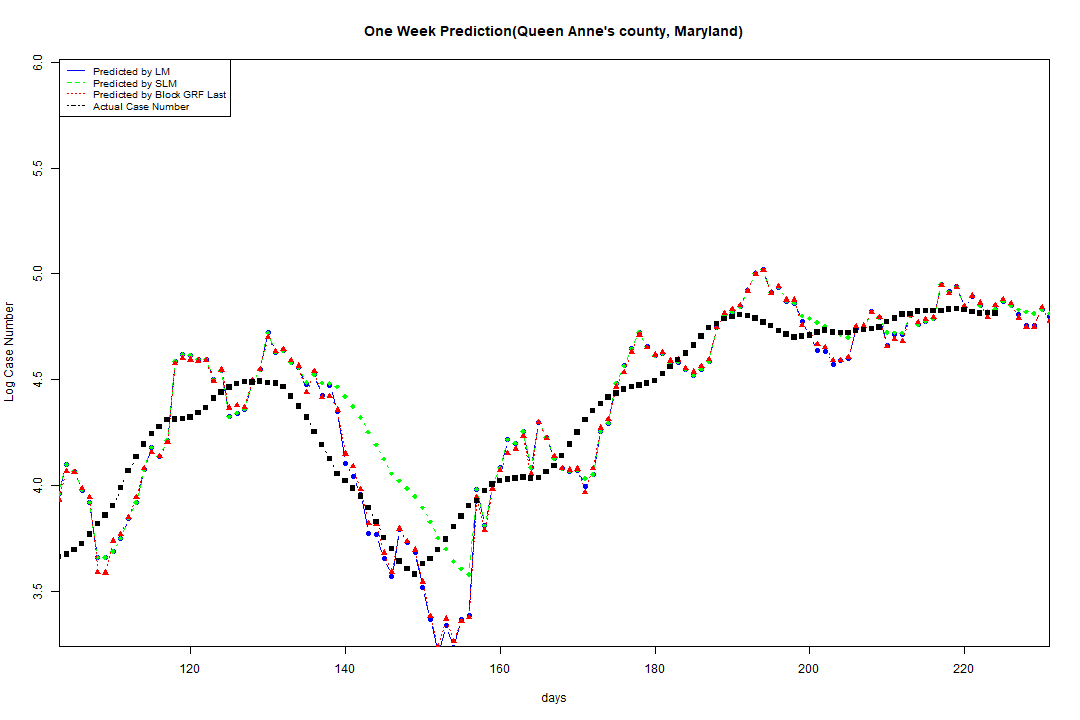 One Week Prediction(Queen Anne's county, Maryland)
Predicted by LM
Predicted by SLM
Predicted by Block GRF Last
Actual Case Number
6.0
5.5
5.0
4.5
4.0
3.5
Log Case Number
120 140 160 180 200 220
days